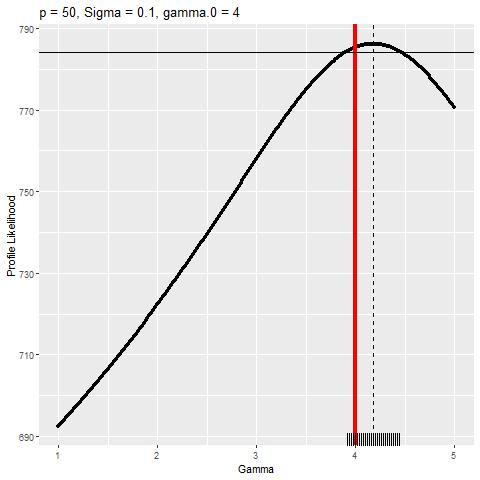 p = 50, Sigma = 0.1, gamma.0 = 4
Profile Likelihood
790
770
750
730
710
690
1 2 3 4 5
Gamma